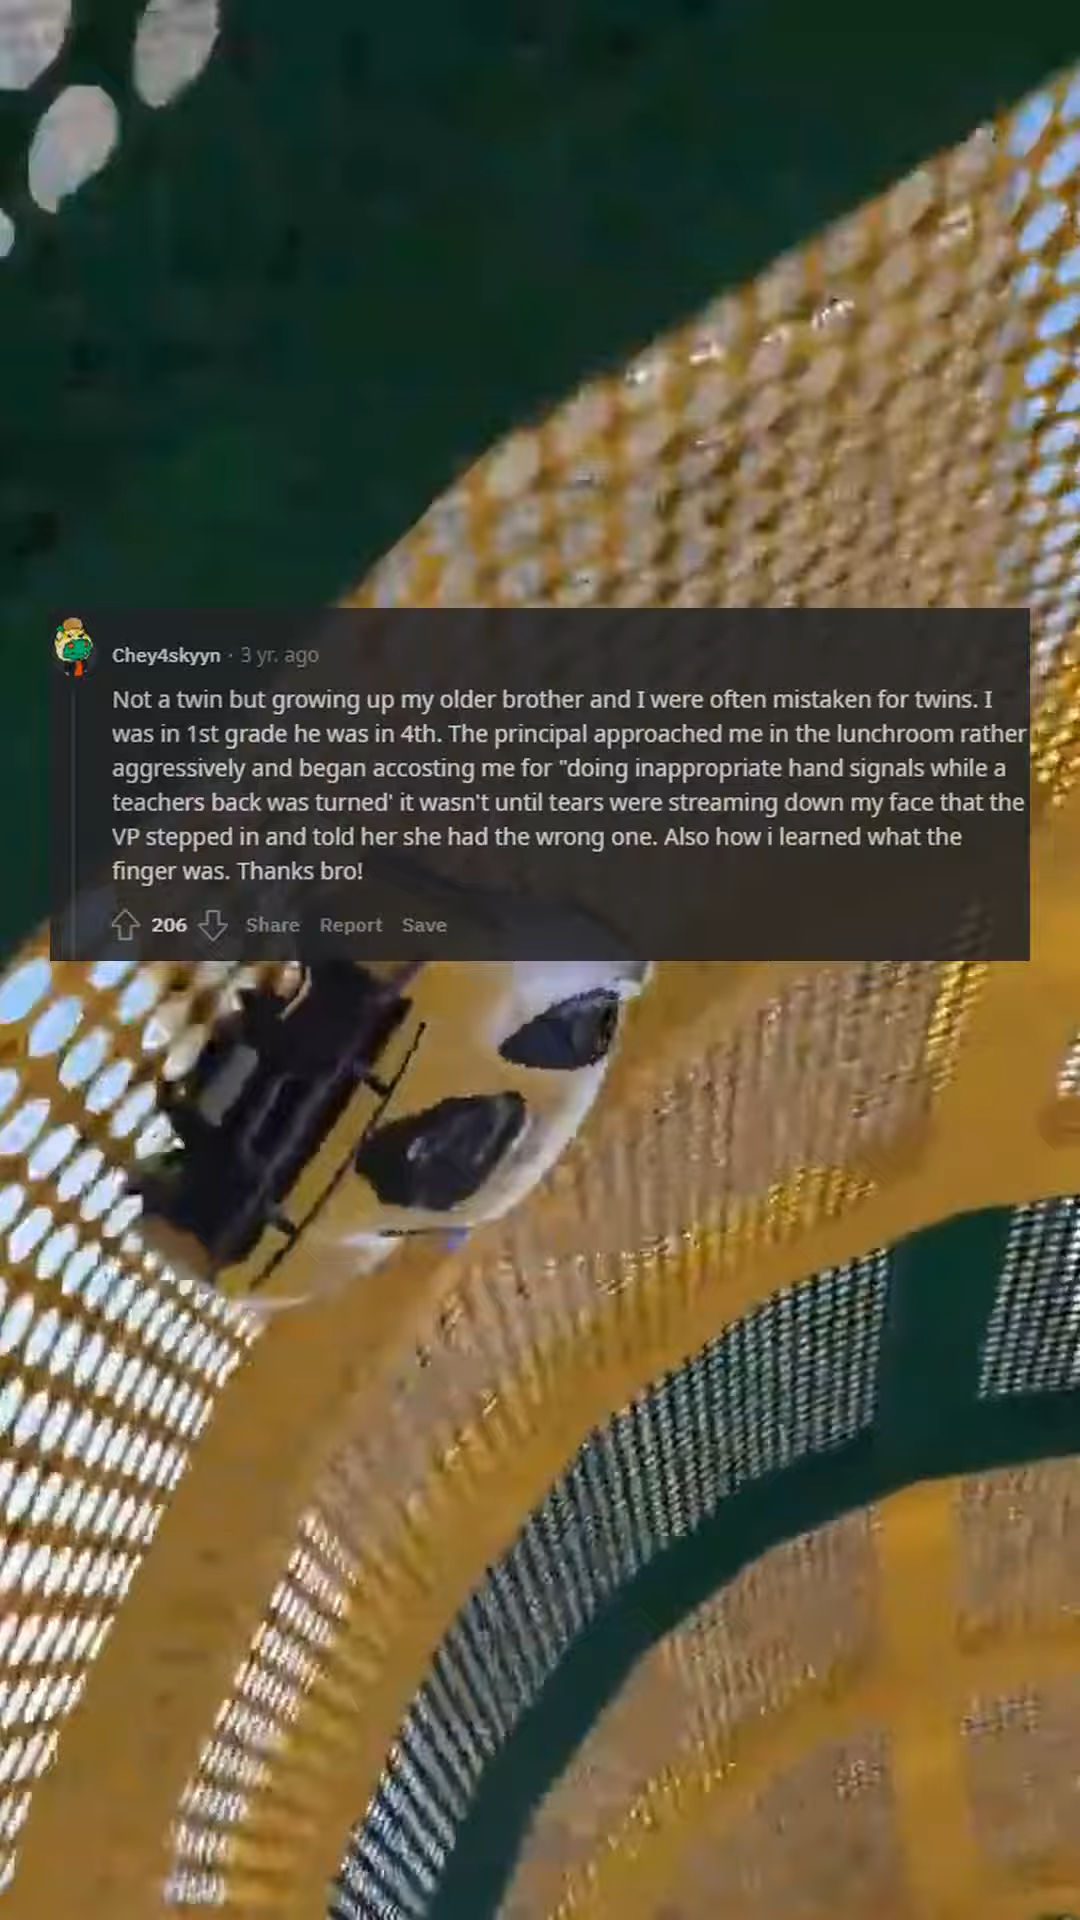 Chey4skyyn · 3 yr. ago
Not a twin but growing up my older brother and I were often mistaken for twins. I
was in 1st grade he was in 4th. The principal approached me in the lunchroom rather
aggressively and began accosting me for "doing inappropriate hand signals while a
teachers back was turned' it wasn't until tears were streaming down my face that the
VP stepped in and told her she had the wrong one. Also how i learned what the
finger was. Thanks bro!
206 Share Report Save